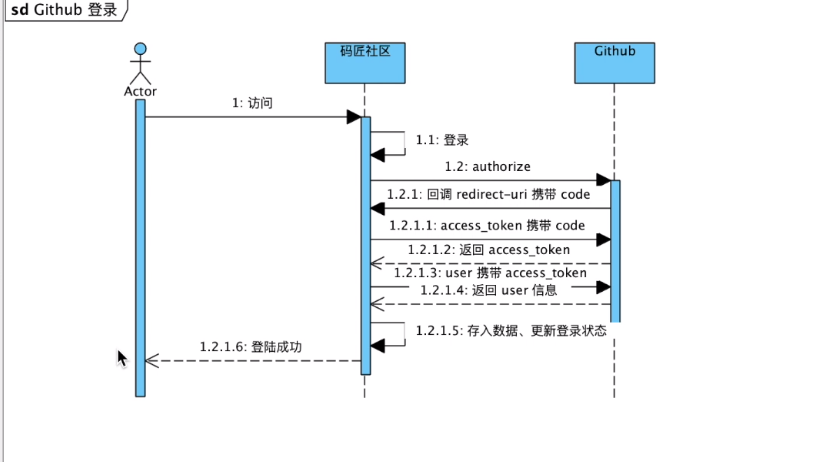 sd Github 登录
码匠社区
Github
Actor
1: 访问
1.1: 登录
1.2: authorize
1.2.1: 回调 redirect-uri 携带 code
1.2.1.1: access_token 携带 code
1.2.1.2: 返回 access_token
1.2.1.3: user 携带 access_token
1.2.1.4: 返回 user 信息
1.2.1.5: 存入数据、更新登录状态
1.2.1.6: 登陆成功